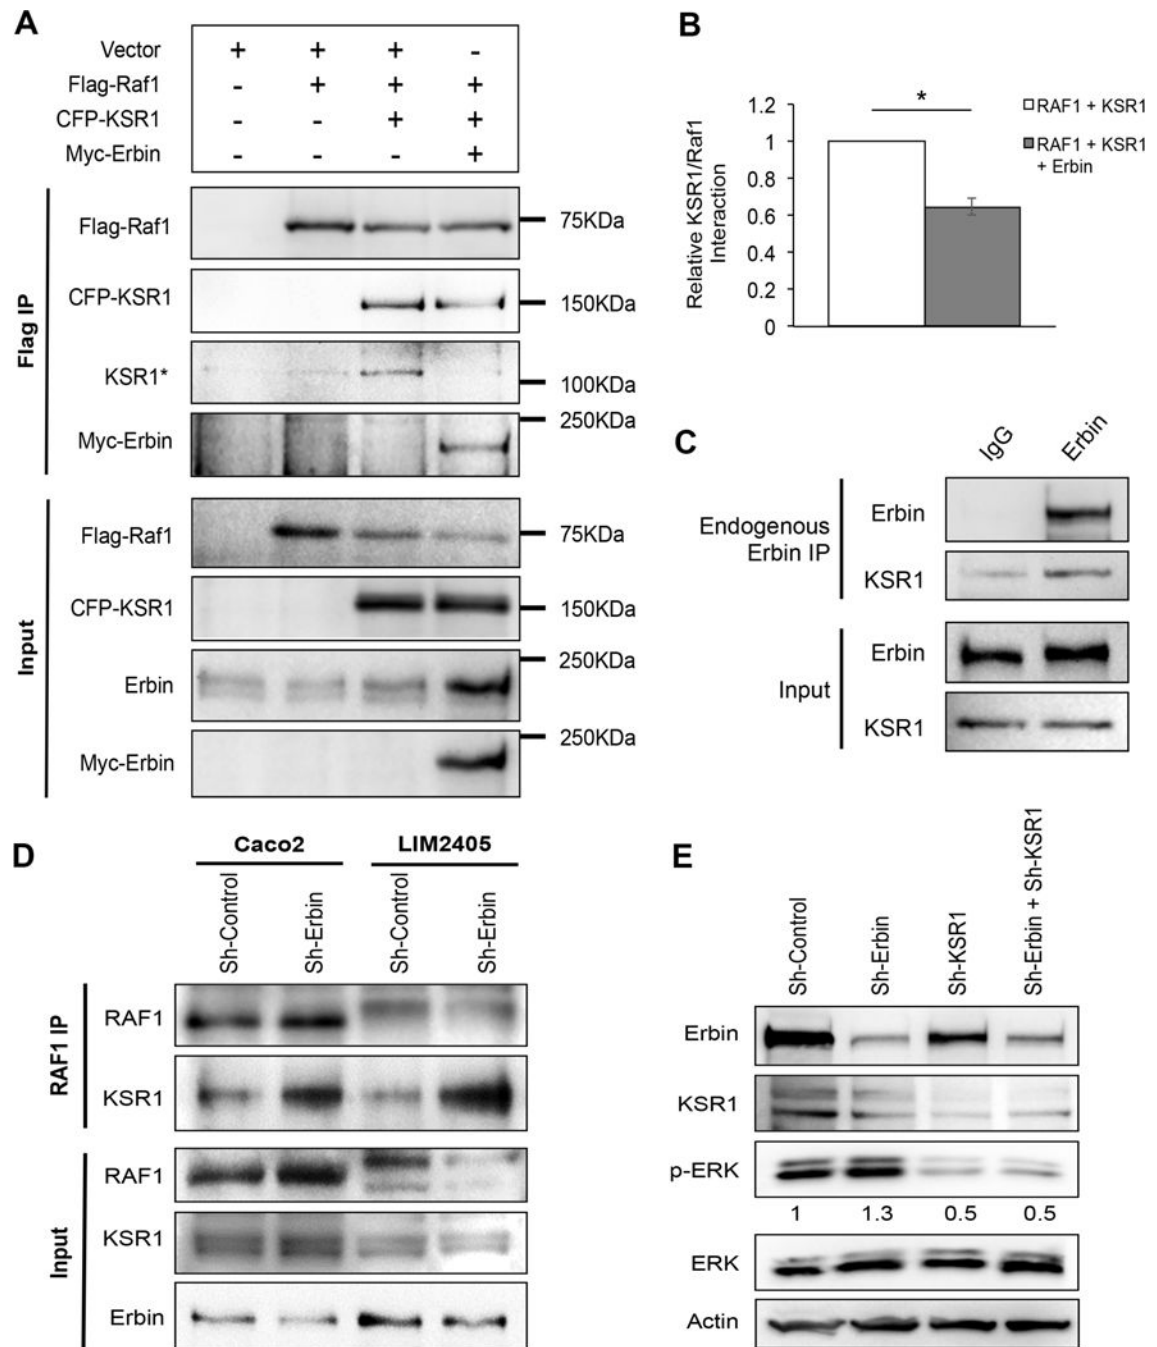 A
Vector + + + -
Flag-Raf1 - + + +
CFP-KSR1 - - + +
Myc-Erbin - - - +
Flag IP
Flag-Raf1 75KDa
CFP-KSR1 150KDa
KSR1* 100KDa
Myc-Erbin 250KDa
Input
Flag-Raf1 75KDa
CFP-KSR1 150KDa
Erbin 250KDa
Myc-Erbin 250KDa
B
Relative KSR1/Raf1
Interaction
1.2
1
0.8
0.6
0.4
0.2
0
*
RAF1 + KSR1
RAF1 + KSR1
+ Erbin
C
IgG Erbin
Endogenous
Erbin IP
Erbin
KSR1
Input
Erbin
KSR1
D
Caco2 LIM2405
Sh-Control Sh-Erbin Sh-Control Sh-Erbin
RAF1 IP
RAF1
KSR1
Input
RAF1
KSR1
Erbin
E
Sh-Control Sh-Erbin Sh-KSR1 Sh-Erbin + Sh-KSR1
Erbin
KSR1
p-ERK
1 1.3 0.5 0.5
ERK
Actin